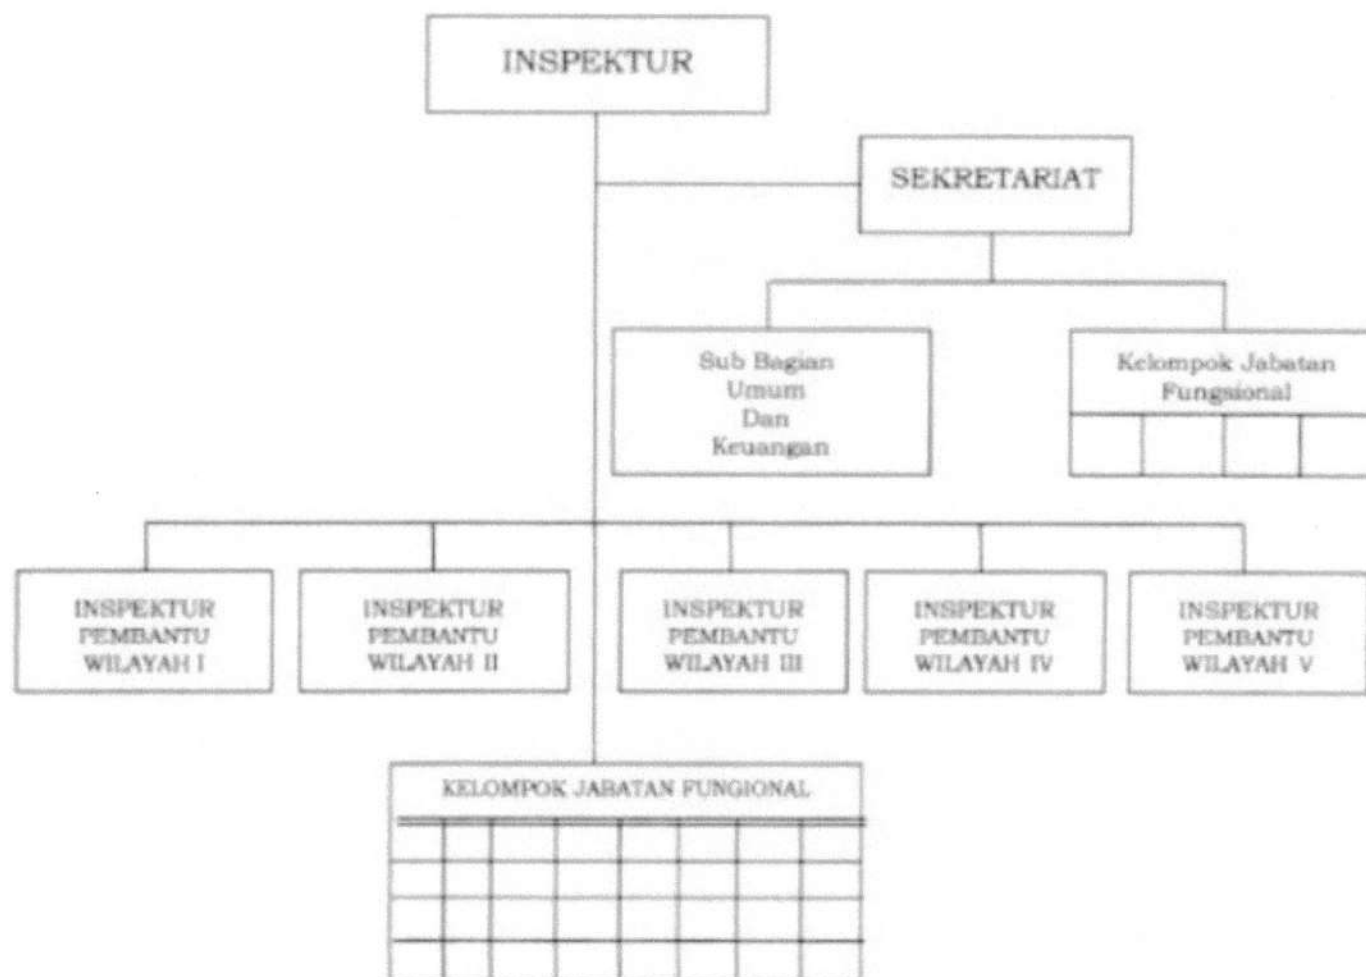 INSPEKTUR
SEKRETARIAT
Sub Bagian
Umum
Dan
Keuangan
Kelompok Jabatan
Fungsional
INSPEKTUR
PEMBANTU
WILAYAH I
INSPEKTUR
PEMBANTU
WILAYAH II
INSPEKTUR
PEMBANTU
WILAYAH III
INSPEKTUR
PEMBANTU
WILAYAH IV
INSPEKTUR
PEMBANTU
WILAYAH V
KELOMPOK JABATAN FUNGIONAL